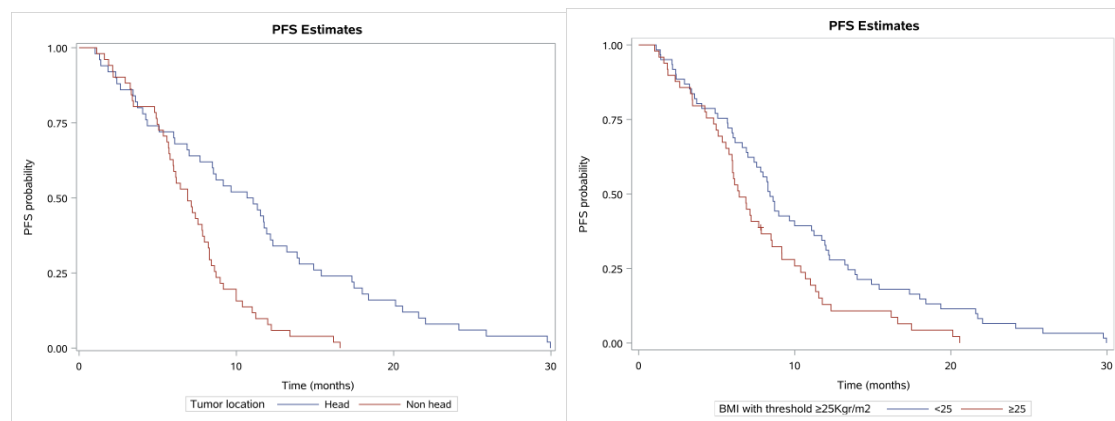 PFS Estimates
1.00
0.75
0.50
0.25
0.00
PFS probability
0
10
20
30
Time (months)
Tumor location Head Non head
PFS Estimates
1.00
0.75
0.50
0.25
0.00
PFS probability
0
10
20
30
Time (months)
BMI with threshold ≥25Kgr/m2 <25 ≥25